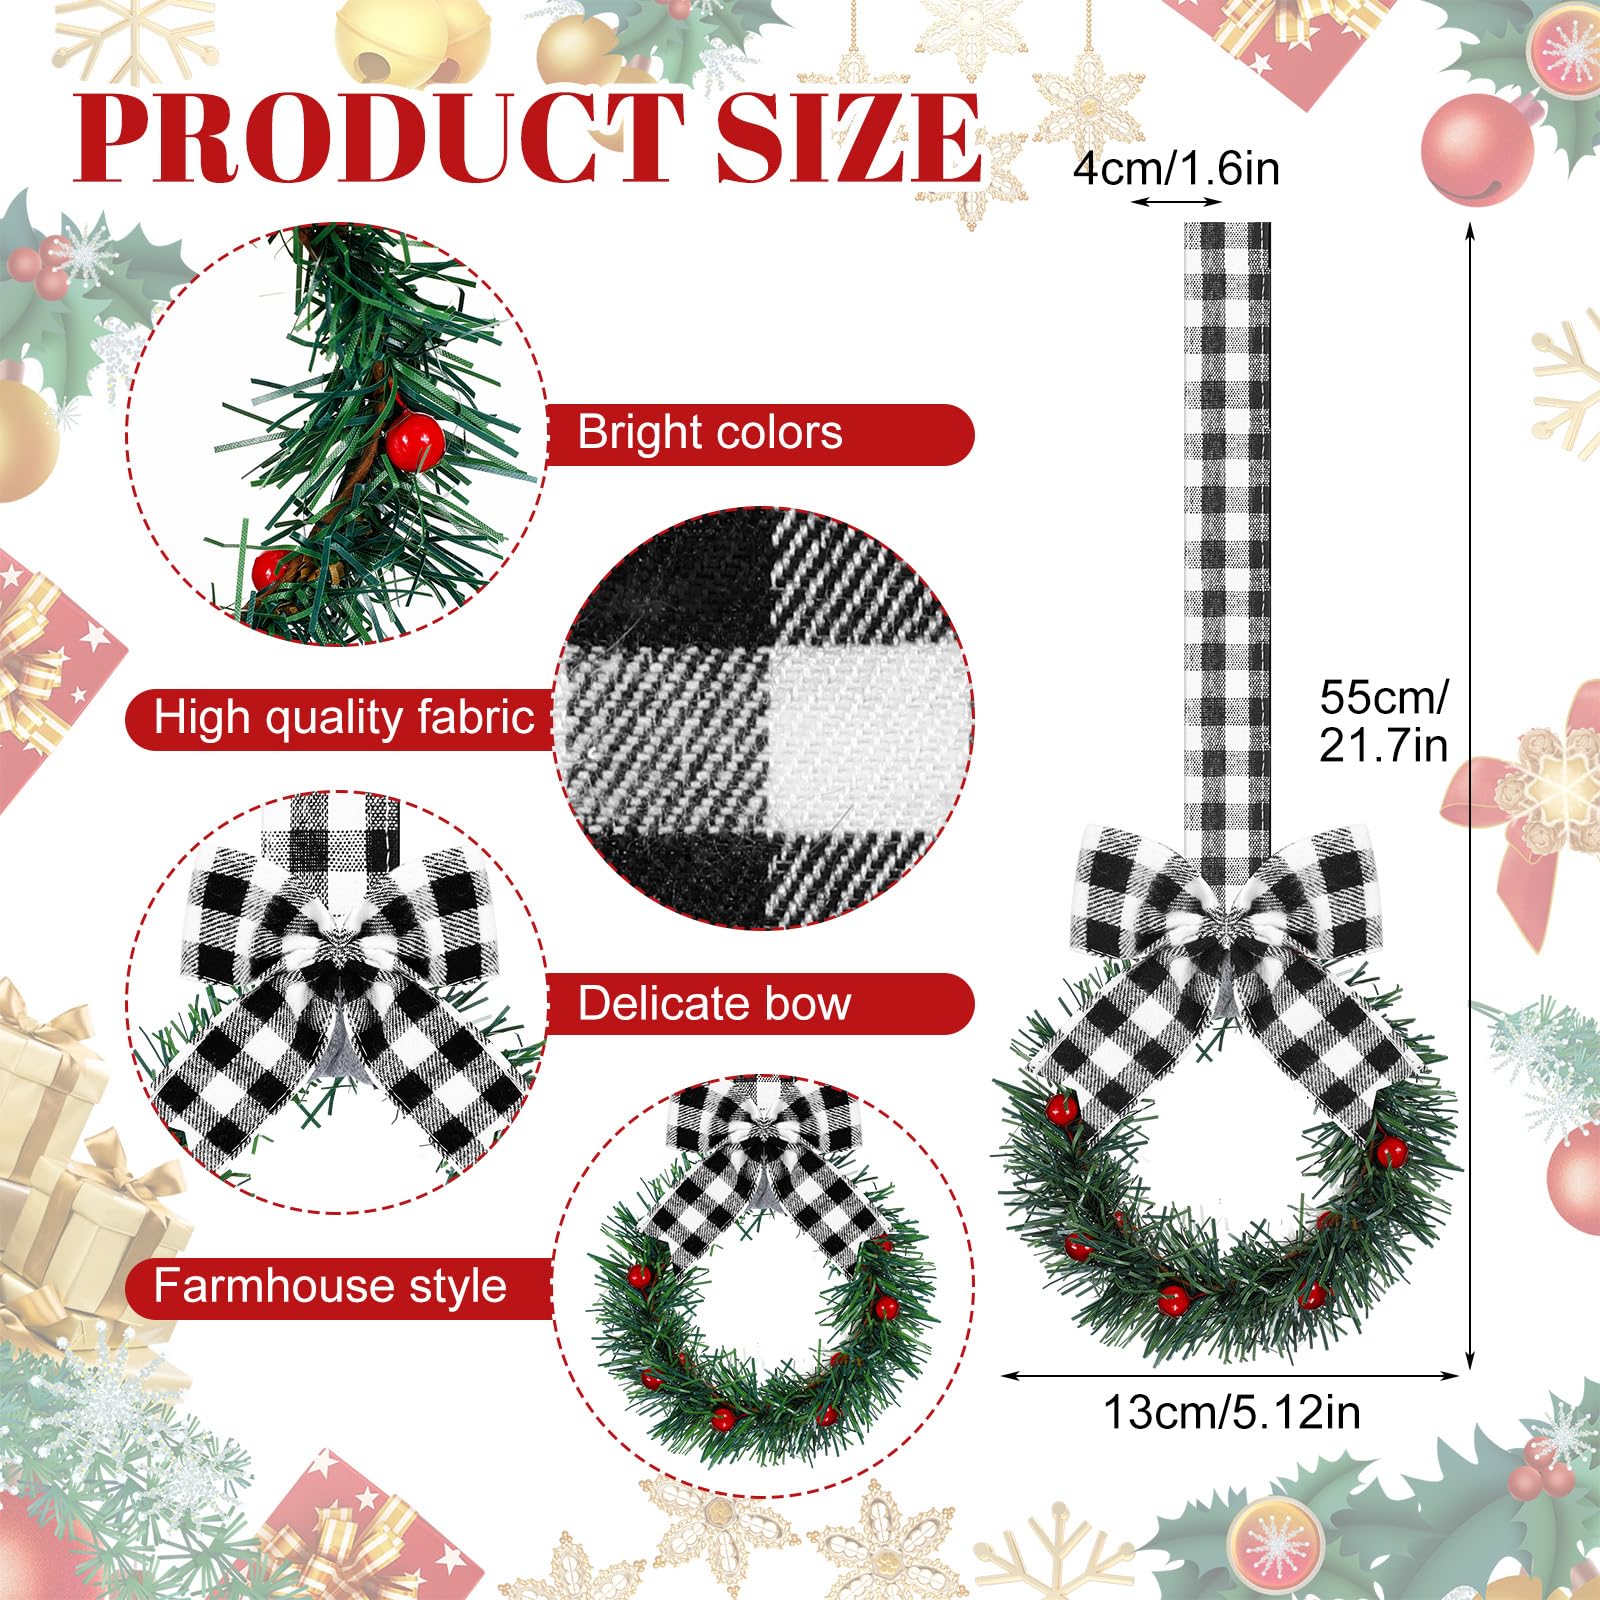 PRODUCT SIZE
4cm/1.6in
Bright colors
High quality fabric
55cm/
21.7in
Delicate bow
Farmhouse style
13cm/5.12in